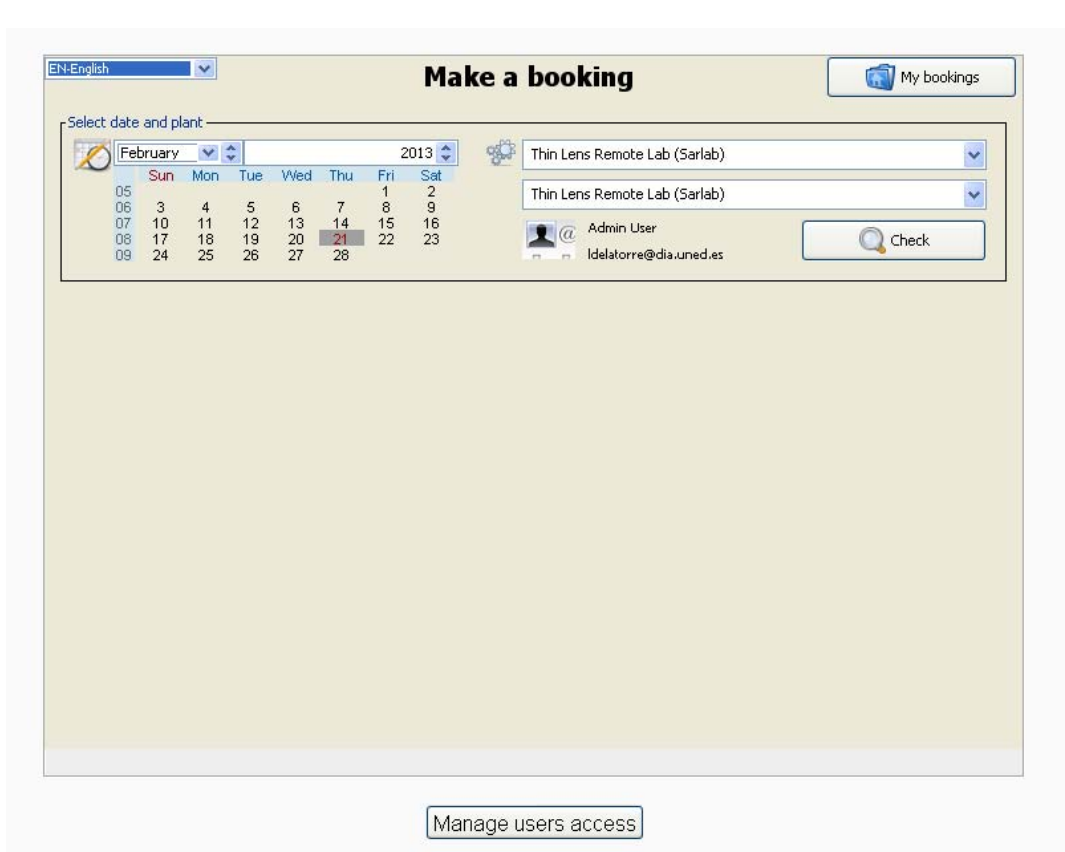 EN-English
Make a booking
My bookings
Select date and plant
February 2013
Sun Mon Tue Wed Thu Fri Sat
05 1 2
06 3 4 5 6 7 8 9
07 10 11 12 13 14 15 16
08 17 18 19 20 21 22 23
09 24 25 26 27 28
Thin Lens Remote Lab (Sarlab)
Thin Lens Remote Lab (Sarlab)
@
Admin User
ldelatorre@dia.uned.es
Check
Manage users access